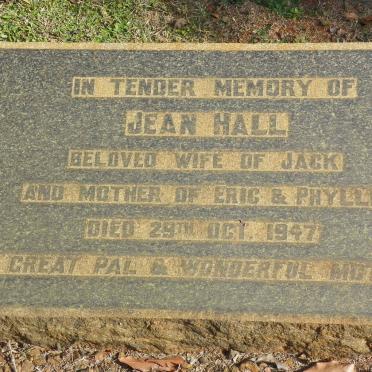 IN TENDER MEMORY OF
JEAN HALL
BELOVED WIFE OF JACK
AND MOTHER OF ERIC & PHYLL
DIED 29TH OCT. 1947
GREAT PAL & WONDERFUL MO